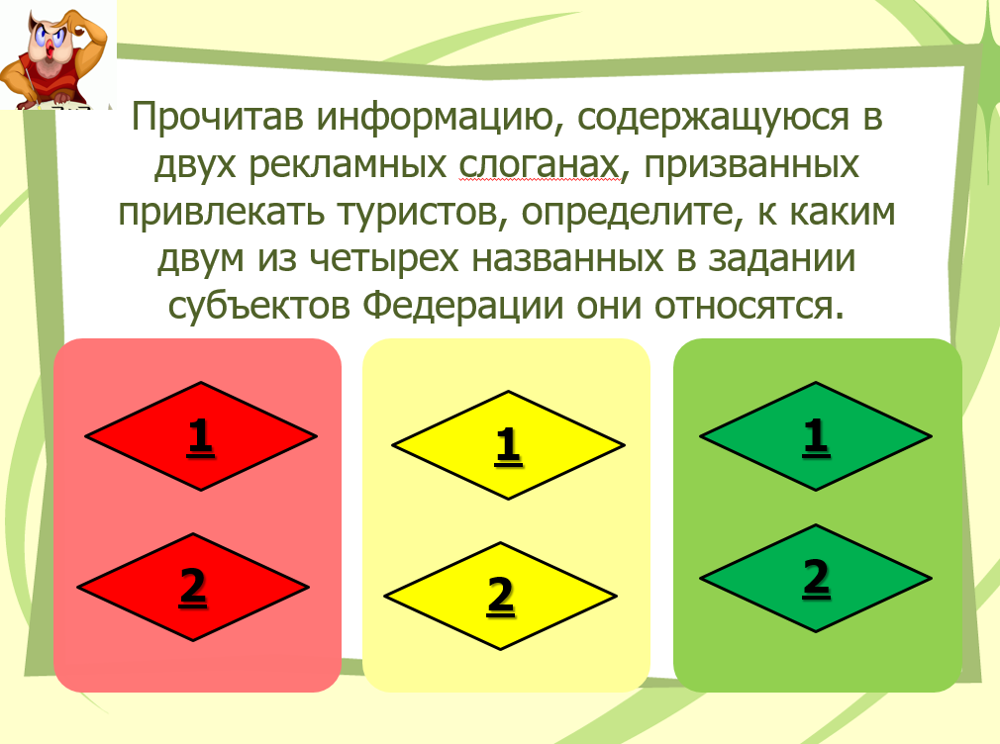 Прочитав информацию, содержащуюся в
двух рекламных слоганах, призванных
привлекать туристов, определите, к каким
двум из четырех названных в задании
субъектов Федерации они относятся.
1
1
1
2
2
2